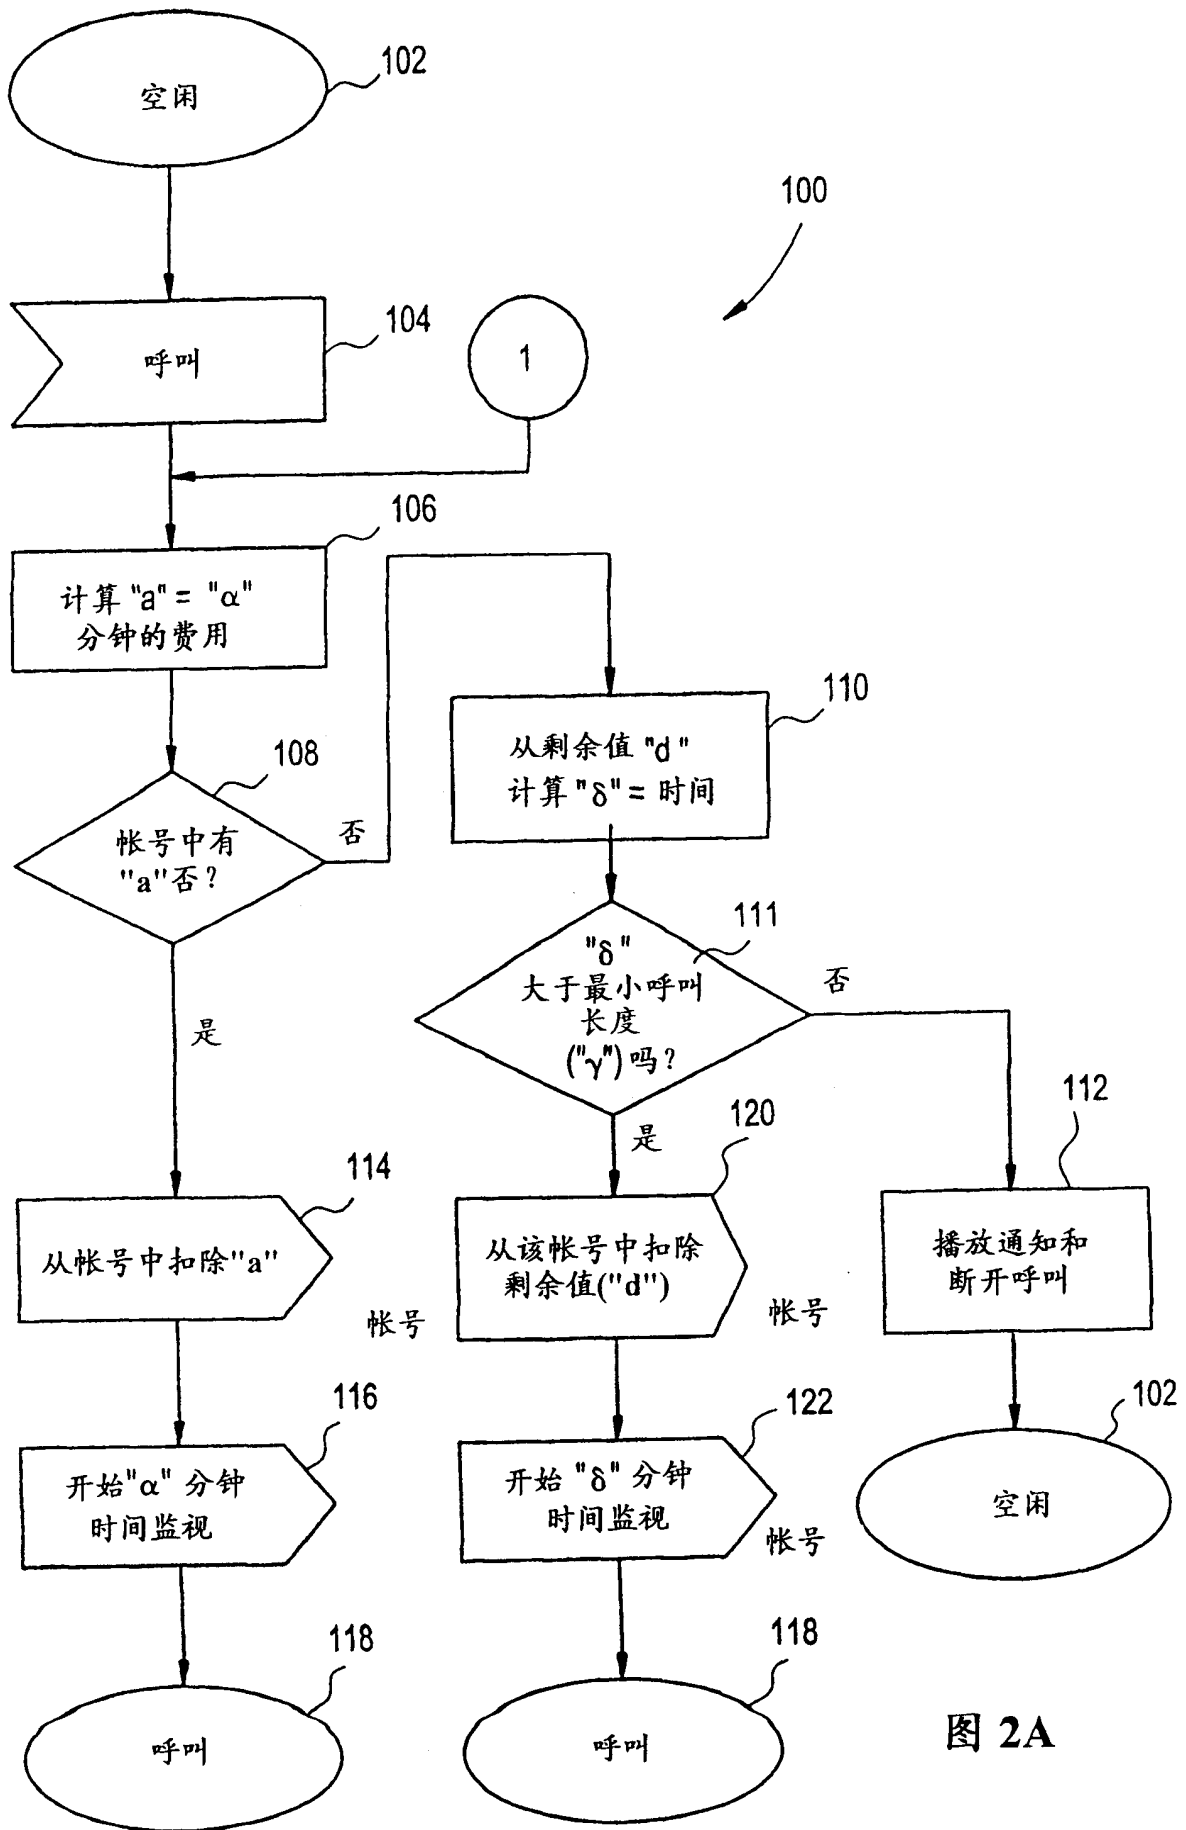 空闲
102
100
呼叫
104
1
106
计算 "a" = "α"
分钟的费用
110
从剩余值 "d"
计算 "δ" = 时间
108
帐号中有
"a"否?
否
111
"δ"
大于最小呼叫
长度
("γ") 吗?
否
是
是
120
112
114
从帐号中扣除"a"
帐号
从该帐号中扣除
剩余值("d")
帐号
播放通知和
断开呼叫
116
开始"α" 分钟
时间监视
122
开始 "δ" 分钟
时间监视
帐号
102
空闲
118
呼叫
118
呼叫
图 2A